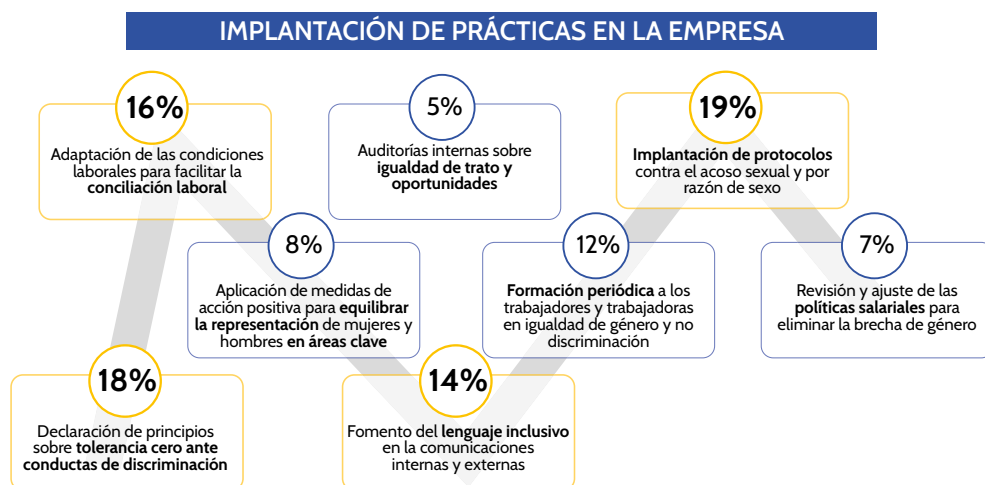 IMPLANTACIÓN DE PRÁCTICAS EN LA EMPRESA
16%
Adaptación de las condiciones
laborales para facilitar la
conciliación laboral
5%
Auditorías internas sobre
igualdad de trato y
oportunidades
19%
Implantación de protocolos
contra el acoso sexual y por
razón de sexo
8%
Aplicación de medidas de
acción positiva para equilibrar
la representación de mujeres y
hombres en áreas clave
12%
Formación periódica a los
trabajadores y trabajadoras
en igualdad de género y no
discriminación
7%
Revisión y ajuste de las
políticas salariales para
eliminar la brecha de género
18%
Declaración de principios
sobre tolerancia cero ante
conductas de discriminación
14%
Fomento del lenguaje inclusivo
en la comunicaciones
internas y externas